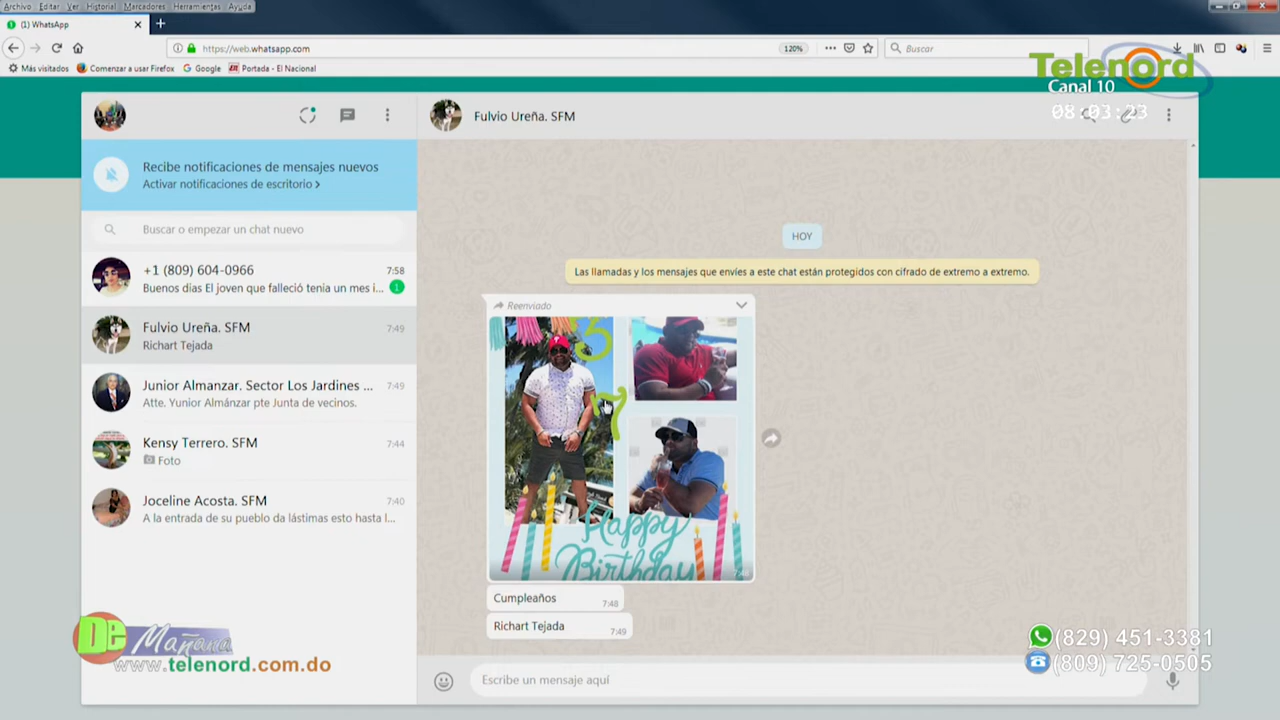 Archivo Editar Ver Historial Marcadores Herramientas Ayuda
(1) WhatsApp
https://web.whatsapp.com
120%
Buscar
Más visitados
Comenzar a usar Firefox
Google
Portada - El Nacional
Telenord
Canal 10
08:03:23
Fulvio Ureña. SFM
Recibe notificaciones de mensajes nuevos
Activar notificaciones de escritorio >
Buscar o empezar un chat nuevo
+1 (809) 604-0966 7:58
Buenos días El joven que falleció tenia un mes i... 1
Fulvio Ureña. SFM 7:49
Richart Tejada
Junior Almanzar. Sector Los Jardines ... 7:49
Atte. Yunior Almánzar pte Junta de vecinos.
Kensy Terrero. SFM 7:44
Foto
Joceline Acosta. SFM 7:40
A la entrada de su pueblo da lástimas esto hasta l...
HOY
Las llamadas y los mensajes que envíes a este chat están protegidos con cifrado de extremo a extremo.
Reenviado
3
7
Happy
Birthday
7:48
Cumpleaños 7:48
Richart Tejada 7:49
Escribe un mensaje aquí
De Mañana
www.telenord.com.do
(829) 451-3381
(809) 725-0505